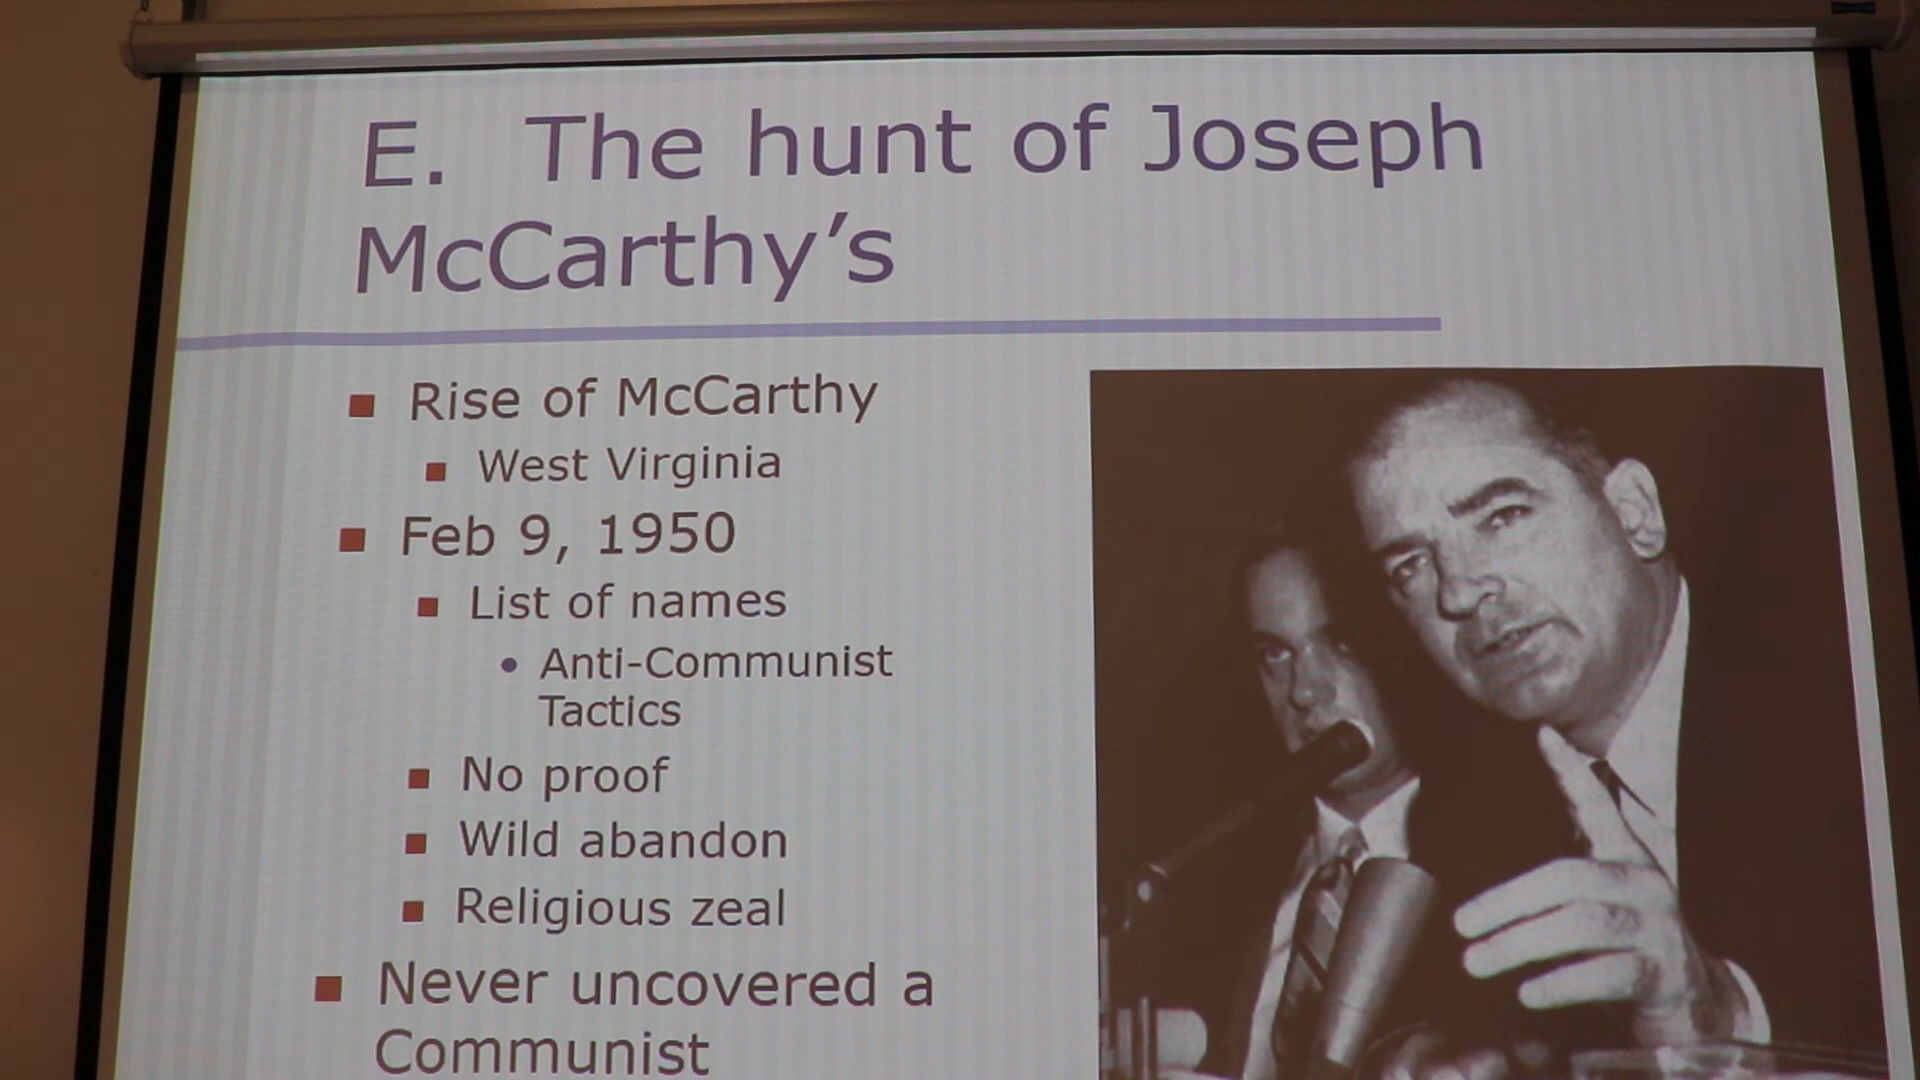 E. The hunt of Joseph
McCarthy's
Rise of McCarthy
West Virginia
Feb 9, 1950
List of names
Anti-Communist
Tactics
No proof
Wild abandon
Religious zeal
Never uncovered a
Communist